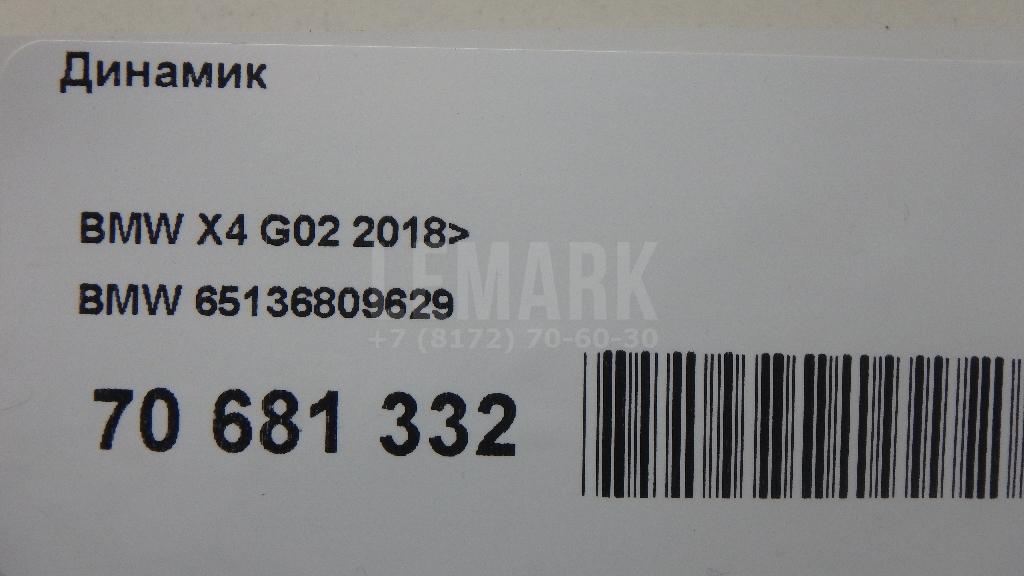 Динамик
BMW X4 G02 2018>
BMW 65136809629
LEMARK
+7 (8172) 70-60-30
70 681 332